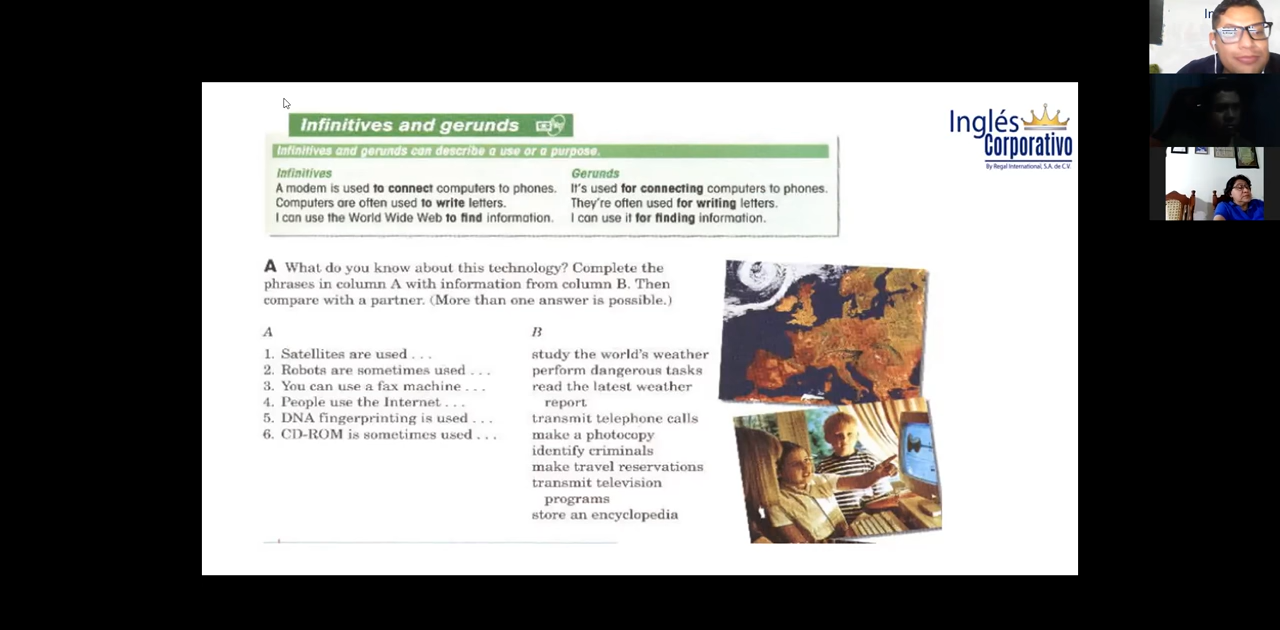 Infinitives and gerunds
Infinitives and gerunds can describe a use or a purpose.
Infinitives
A modem is used to connect computers to phones.
Computers are often used to write letters.
I can use the World Wide Web to find information.
Gerunds
It's used for connecting computers to phones.
They're often used for writing letters.
I can use it for finding information.
A What do you know about this technology? Complete the
phrases in column A with information from column B. Then
compare with a partner. (More than one answer is possible.)
A
1. Satellites are used . . .
2. Robots are sometimes used . . .
3. You can use a fax machine . . .
4. People use the Internet . . .
5. DNA fingerprinting is used . . .
6. CD-ROM is sometimes used . . .
B
study the world's weather
perform dangerous tasks
read the latest weather
report
transmit telephone calls
make a photocopy
identify criminals
make travel reservations
transmit television
programs
store an encyclopedia
Inglés
Corporativo
By Regal International, S.A. de C.V.